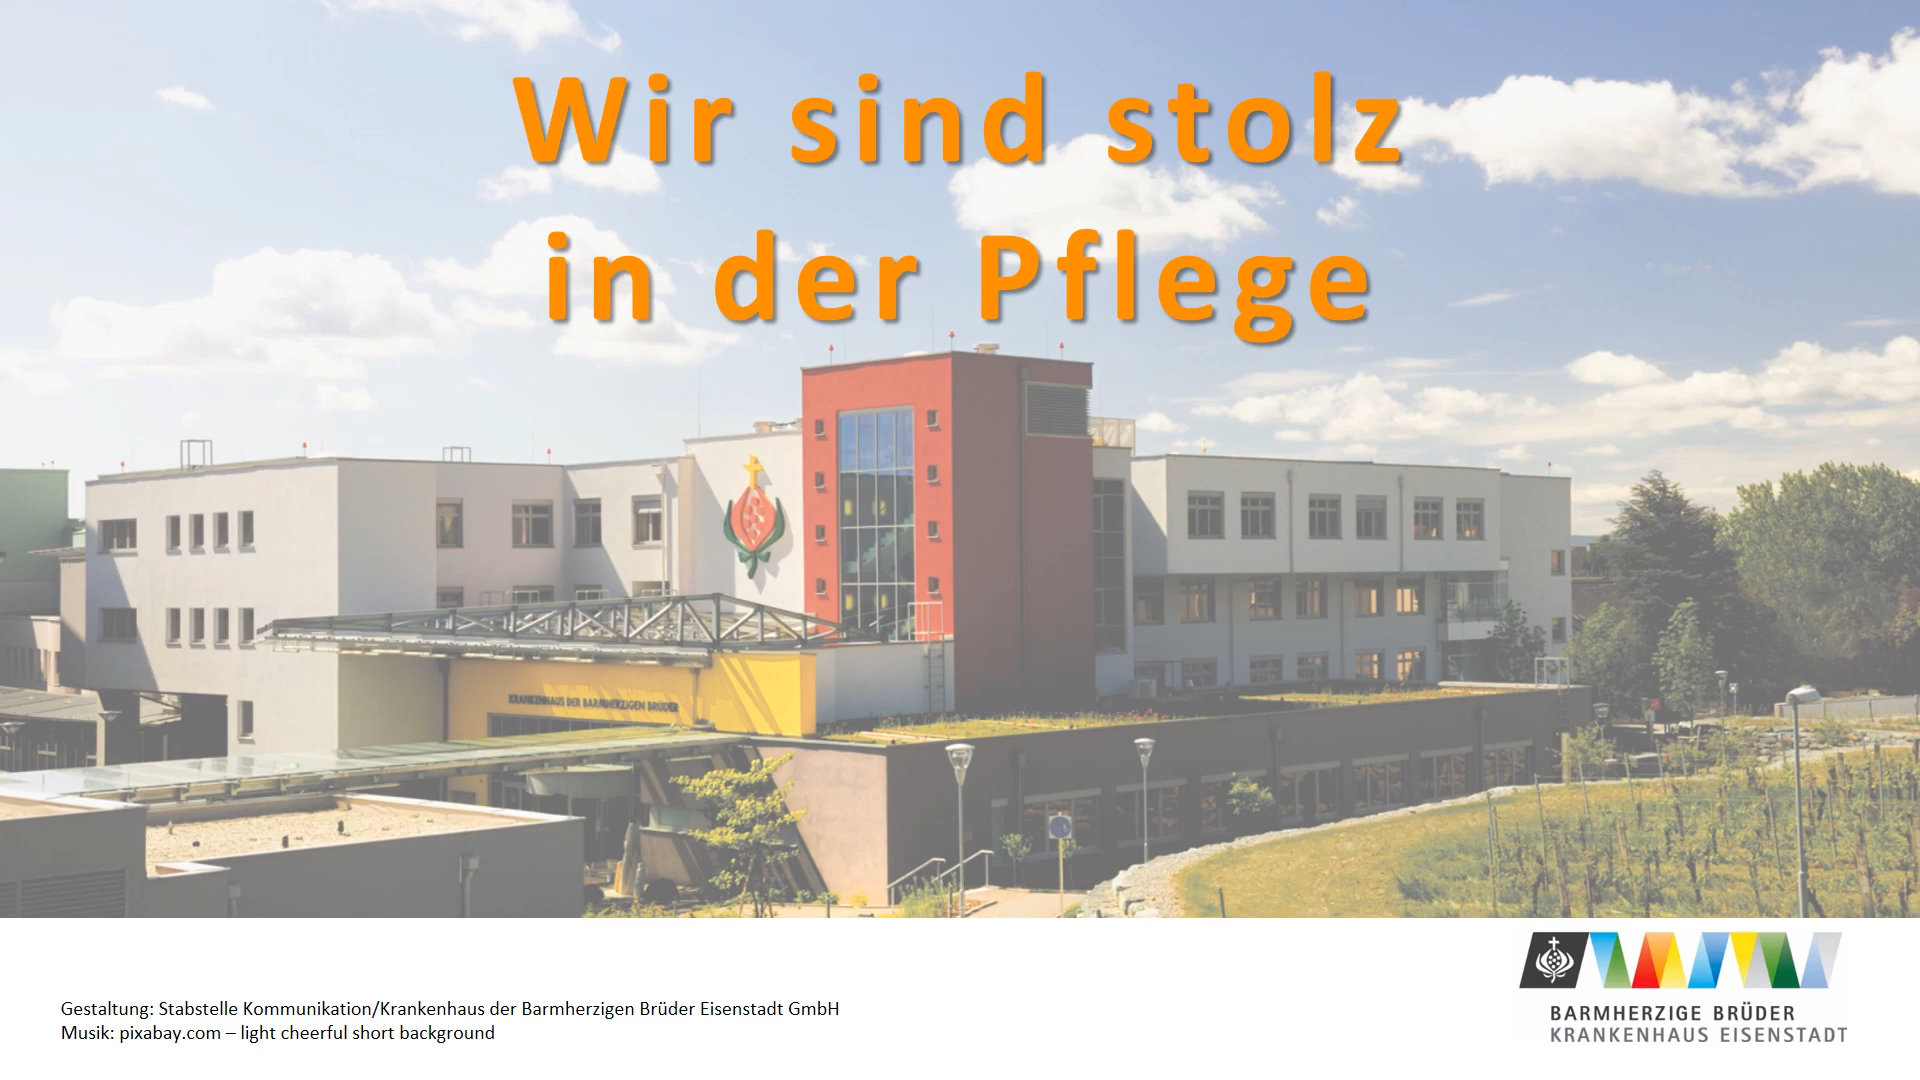 Wir sind stolz
in der Pflege
KRANKENHAUS DER BARMHERZIGEN BRÜDER
Gestaltung: Stabstelle Kommunikation/Krankenhaus der Barmherzigen Brüder Eisenstadt GmbH
Musik: pixabay.com – light cheerful short background
BARMHERZIGE BRÜDER
KRANKENHAUS EISENSTADT